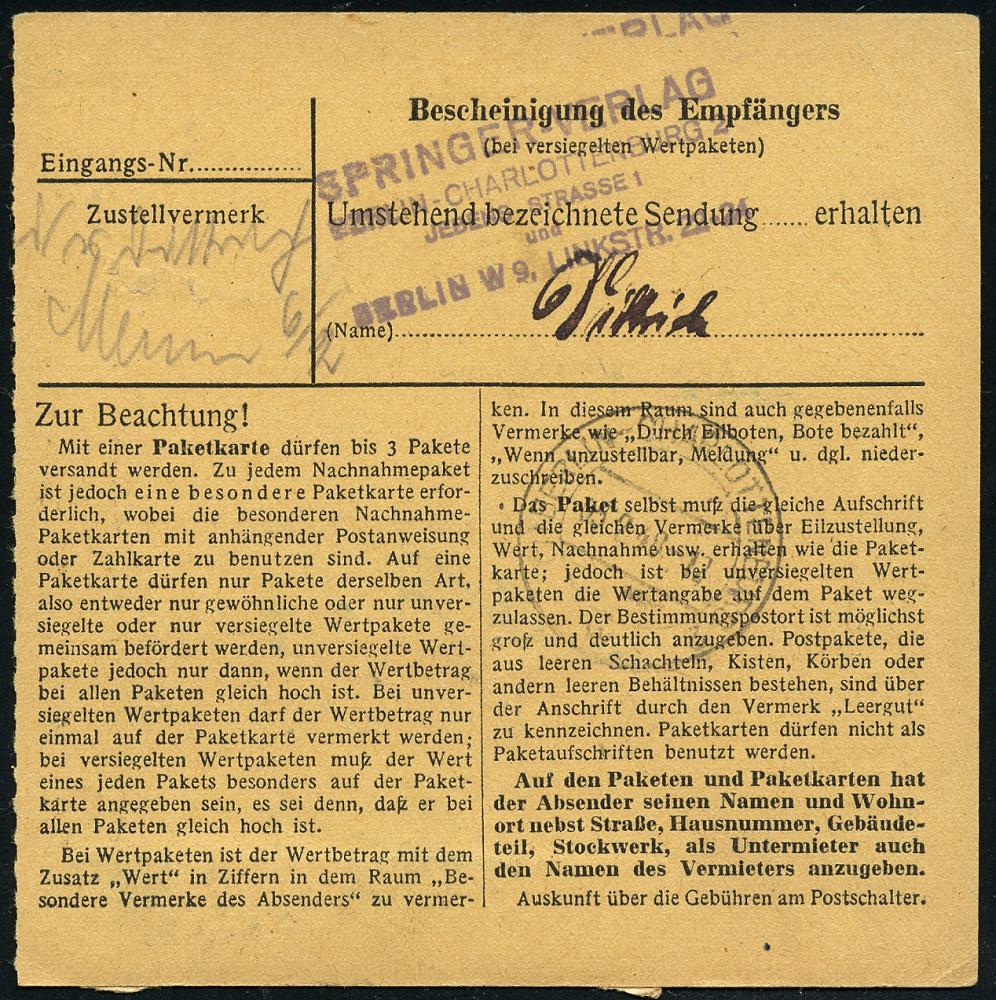 ERLAG
SPRINGER-VERLAG
BERLIN-CHARLOTTENBURG 2
JEBENS-STRASSE 1
und
BERLIN W 9, LINKSTR.
Bescheinigung des Empfängers
(bei versiegelten Wertpaketen)
Eingangs-Nr.
Zustellvermerk
Umstehend bezeichnete Sendung ...... erhalten
(Name)
6/2
Zur Beachtung!
Mit einer Paketkarte dürfen bis 3 Pakete
versandt werden. Zu jedem Nachnahmepaket
ist jedoch eine besondere Paketkarte erfor-
derlich, wobei die besonderen Nachnahme-
Paketkarten mit anhängender Postanweisung
oder Zahlkarte zu benutzen sind. Auf eine
Paketkarte dürfen nur Pakete derselben Art,
also entweder nur gewöhnliche oder nur unver-
siegelte oder nur versiegelte Wertpakete ge-
meinsam befördert werden, unversiegelte Wert-
pakete jedoch nur dann, wenn der Wertbetrag
bei allen Paketen gleich hoch ist. Bei unver-
siegelten Wertpaketen darf der Wertbetrag nur
einmal auf der Paketkarte vermerkt werden;
bei versiegelten Wertpaketen muß der Wert
eines jeden Pakets besonders auf der Paket-
karte angegeben sein, es sei denn, daß er bei
allen Paketen gleich hoch ist.
Bei Wertpaketen ist der Wertbetrag mit dem
Zusatz „Wert“ in Ziffern in dem Raum „Be-
sondere Vermerke des Absenders“ zu vermer-
ken. In diesem Raum sind auch gegebenenfalls
Vermerke wie „Durch Eilboten, Bote bezahlt“,
„Wenn unzustellbar, Meldung“ u. dgl. nieder-
zuschreiben.
Das Paket selbst muß die gleiche Aufschrift
und die gleichen Vermerke über Eilzustellung,
Wert, Nachnahme usw. erhalten wie die Paket-
karte; jedoch ist bei unversiegelten Wert-
paketen die Wertangabe auf dem Paket weg-
zulassen. Der Bestimmungspostort ist möglichst
groß und deutlich anzugeben. Postpakete, die
aus leeren Schachteln, Kisten, Körben oder
andern leeren Behältnissen bestehen, sind über
der Anschrift durch den Vermerk „Leergut“
zu kennzeichnen. Paketkarten dürfen nicht als
Paketaufschriften benutzt werden.
Auf den Paketen und Paketkarten hat
der Absender seinen Namen und Wohn-
ort nebst Straße, Hausnummer, Gebäude-
teil, Stockwerk, als Untermieter auch
den Namen des Vermieters anzugeben.
Auskunft über die Gebühren am Postschalter.